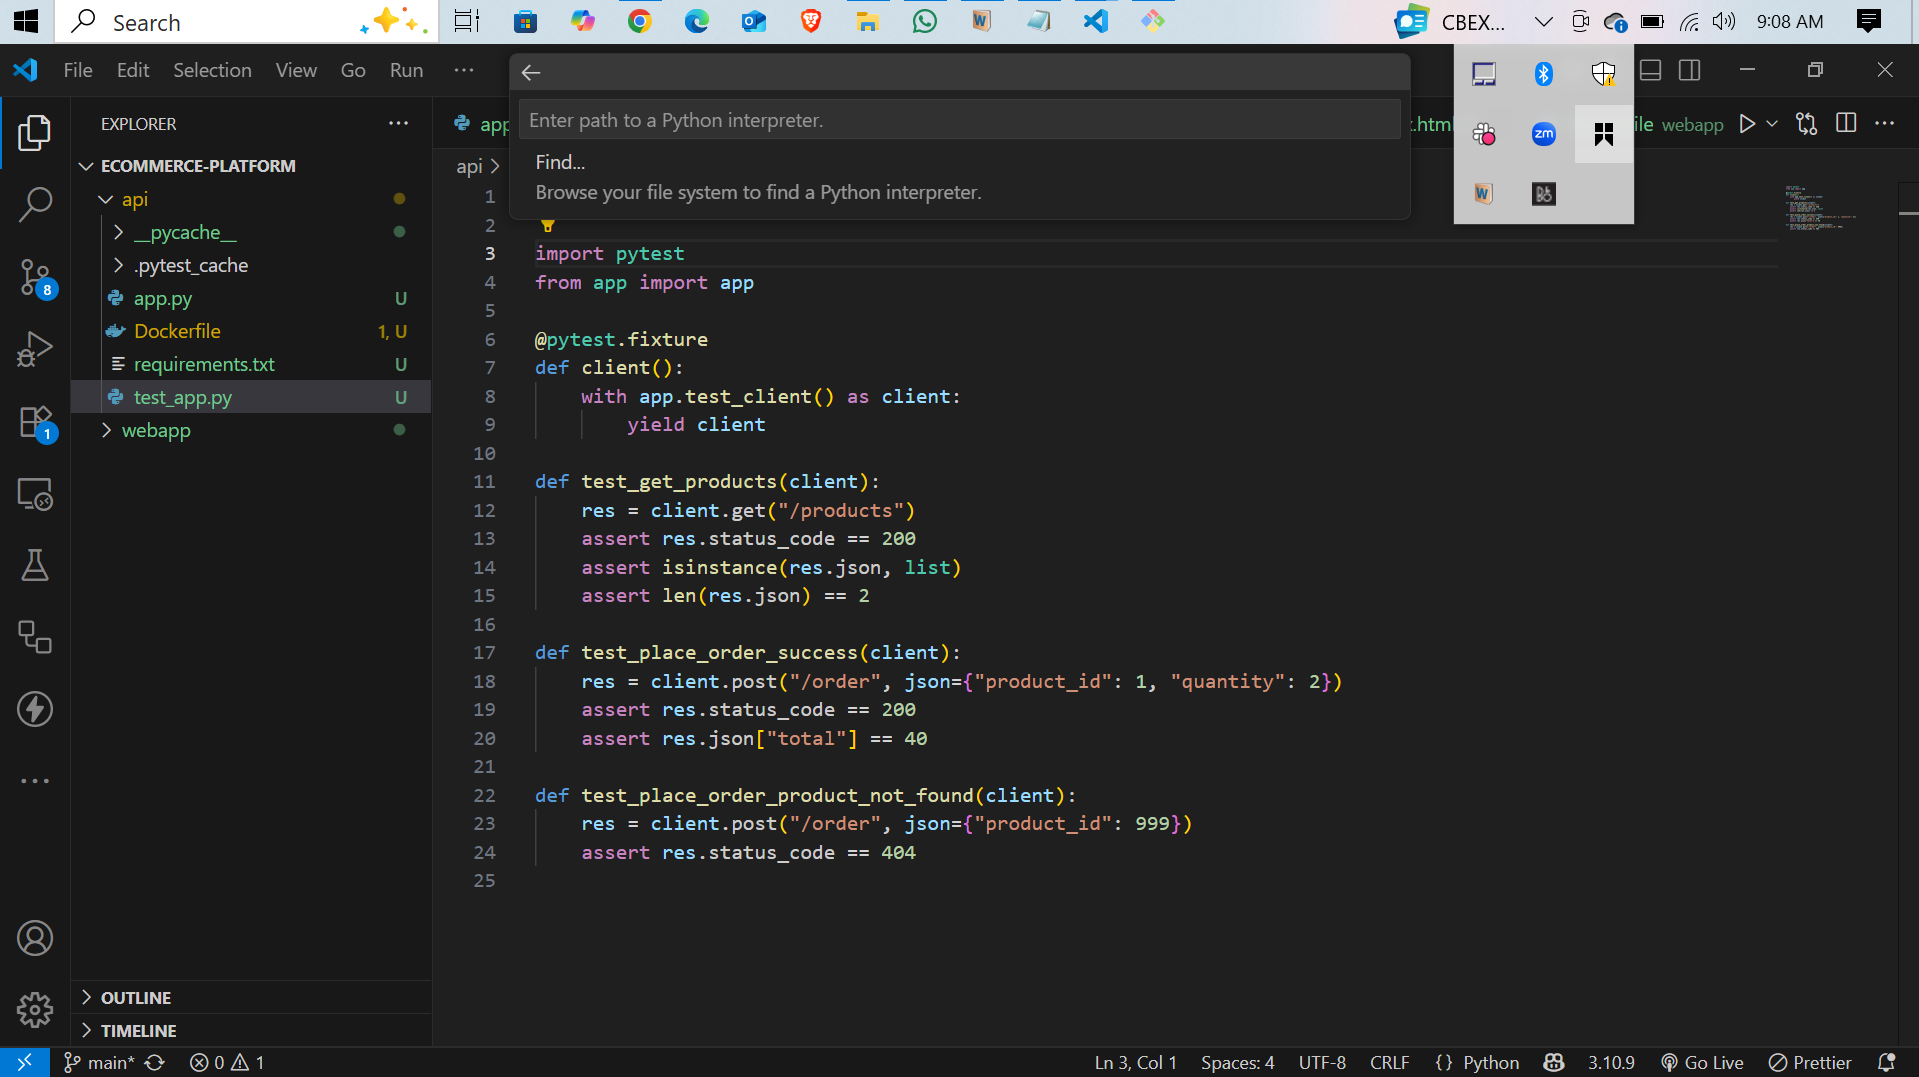 Search
CBEX...
9:08 AM
File Edit Selection View Go Run ...
Enter path to a Python interpreter.
Find...
Browse your file system to find a Python interpreter.
zm
EXPLORER
ECOMMERCE-PLATFORM
api
__pycache__
.pytest_cache
app.py U
Dockerfile 1, U
requirements.txt U
test_app.py U
webapp
8
1
OUTLINE
TIMELINE
app
.html
ile webapp
api >
1
2
3 import pytest
4 from app import app
5
6 @pytest.fixture
7 def client():
8 with app.test_client() as client:
9 yield client
10
11 def test_get_products(client):
12 res = client.get("/products")
13 assert res.status_code == 200
14 assert isinstance(res.json, list)
15 assert len(res.json) == 2
16
17 def test_place_order_success(client):
18 res = client.post("/order", json={"product_id": 1, "quantity": 2})
19 assert res.status_code == 200
20 assert res.json["total"] == 40
21
22 def test_place_order_product_not_found(client):
23 res = client.post("/order", json={"product_id": 999})
24 assert res.status_code == 404
25
main* 0 1
Ln 3, Col 1 Spaces: 4 UTF-8 CRLF {} Python 3.10.9 Go Live Prettier